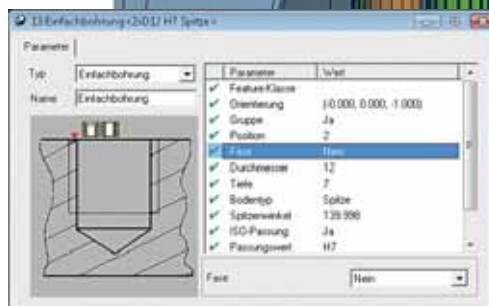 13:Einfachbohrung <2xD12 H7 Spitze >
Parameter
Typ Einfachbohrung
Name Einfachbohrung
Parameter Wert
Feature-Klasse
Orientierung (-0.000, 0.000, -1.000)
Gruppe Ja
Position 2
Fase Nein
Durchmesser 12
Tiefe 7
Bodentyp Spitze
Spitzenwinkel 139.998
ISO-Passung Ja
Passungswert H7
Fase Nein